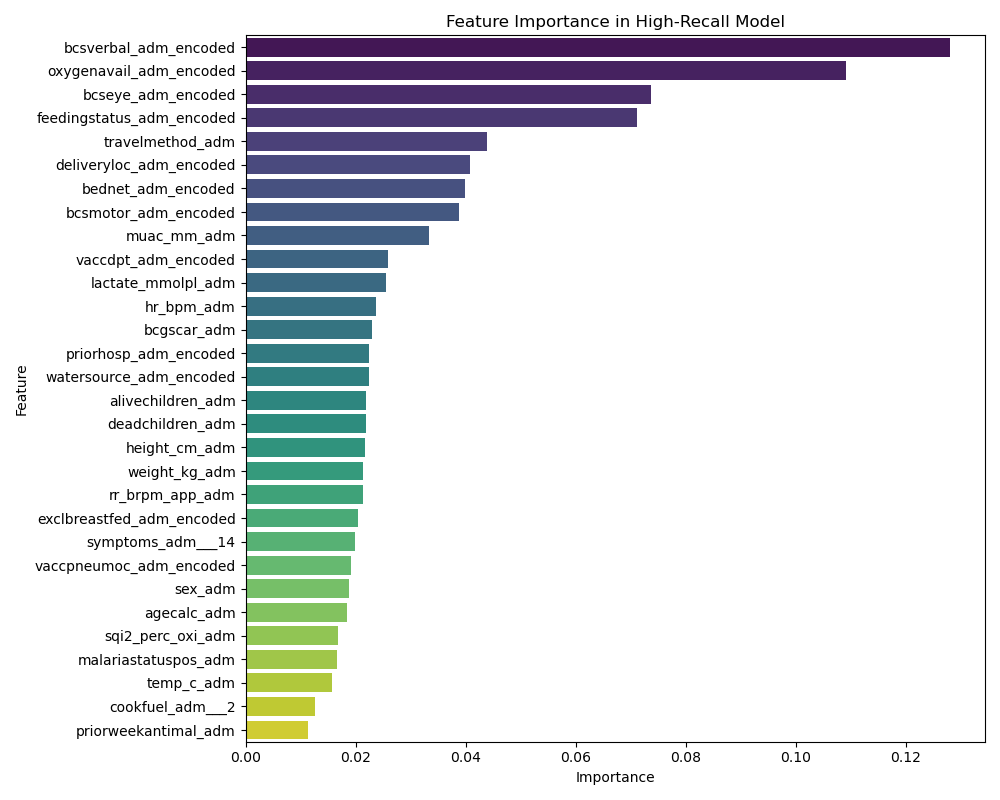 Feature Importance in High-Recall Model
Feature
bcsverbal_adm_encoded
oxygenavail_adm_encoded
bcseye_adm_encoded
feedingstatus_adm_encoded
travelmethod_adm
deliveryloc_adm_encoded
bednet_adm_encoded
bcsmotor_adm_encoded
muac_mm_adm
vaccdpt_adm_encoded
lactate_mmolpl_adm
hr_bpm_adm
bcgscar_adm
priorhosp_adm_encoded
watersource_adm_encoded
alivechildren_adm
deadchildren_adm
height_cm_adm
weight_kg_adm
rr_brpm_app_adm
exclbreastfed_adm_encoded
symptoms_adm___14
vaccpneumoc_adm_encoded
sex_adm
agecalc_adm
sqi2_perc_oxi_adm
malariastatuspos_adm
temp_c_adm
cookfuel_adm___2
priorweekantimal_adm
0.00 0.02 0.04 0.06 0.08 0.10 0.12
Importance